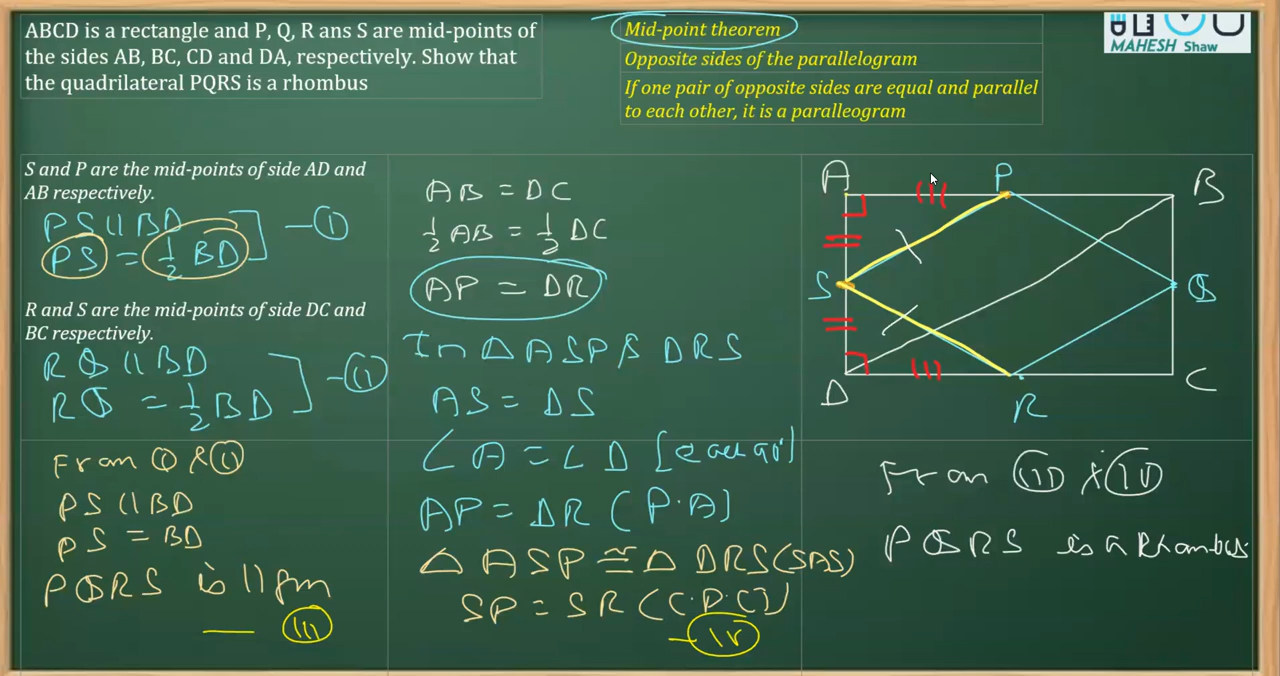 ABCD is a rectangle and P, Q, R ans S are mid-points of
the sides AB, BC, CD and DA, respectively. Show that
the quadrilateral PQRS is a rhombus
Mid-point theorem
Opposite sides of the parallelogram
If one pair of opposite sides are equal and parallel
to each other, it is a paralleogram
MAHESH Shaw
S and P are the mid-points of side AD and
AB respectively.
PS || BD
PS = 1/2 BD — (I)
R and S are the mid-points of side DC and
BC respectively.
RQ || BD
RQ = 1/2 BD — (II)
From (I) & (II)
PS || BD
PS = BD
PQRS is ||gm
— (III)
AB = DC
1/2 AB = 1/2 DC
AP = DR
In Δ ASP & DRS
AS = DS
∠A = ∠D
AP = DR (P.A)
Δ ASP ≅ Δ DRS (SAS)
SP = SR (C.P.C.T)
— (IV)
A P B
S Q
D R C
From (III) & (IV)
PQRS is a Rhombus